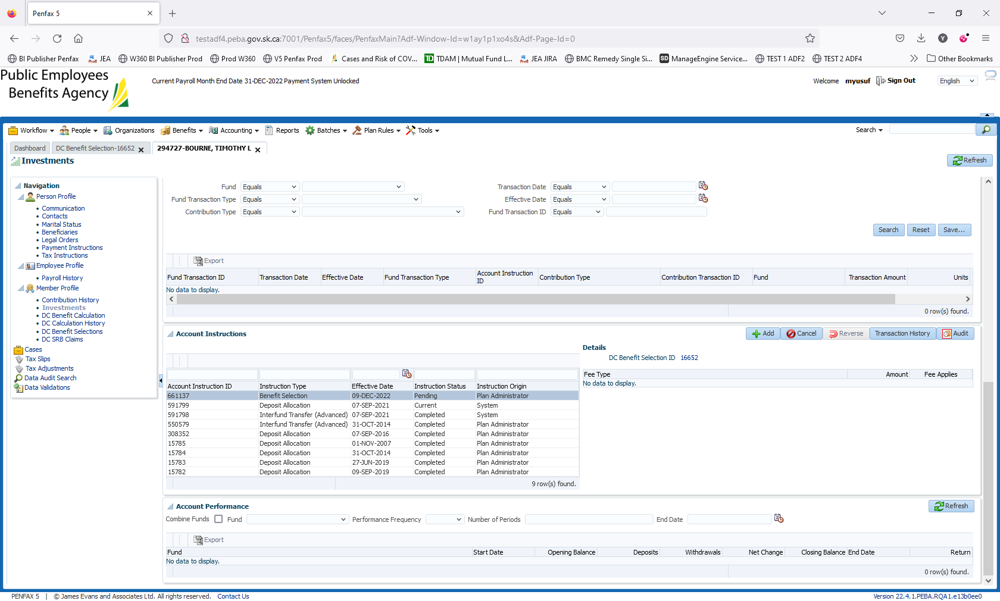 Penfax 5
testadf4.peba.gov.sk.ca:7001/Penfax5/faces/PenfaxMain?Adf-Window-Id=w1ay1p1xo4s&Adf-Page-Id=0
BI Publisher Penfax JEA W360 BI Publisher Prod Prod W360 V5 Penfax Prod Cases and Risk of COV... TD TDAM | Mutual Fund L... JEA JIRA BMC Remedy Single Si... SD ManageEngine Service... TEST 1 ADF2 TEST 2 ADF4 Other Bookmarks
Public Employees
Benefits Agency
Current Payroll Month End Date 31-DEC-2022 Payment System Unlocked
Welcome myusuf Sign Out English
Workflow People Organizations Benefits Accounting Reports Batches Plan Rules Tools Search
Dashboard DC Benefit Selection-16652 294727-BOURNE, TIMOTHY L
Investments Refresh
Navigation
Person Profile
Communication
Contacts
Marital Status
Beneficiaries
Legal Orders
Payment Instructions
Tax Instructions
Employee Profile
Payroll History
Member Profile
Contribution History
Investments
DC Benefit Calculation
DC Calculation History
DC Benefit Selections
DC SRB Claims
Cases
Tax Slips
Tax Adjustments
Data Audit Search
Data Validations
Fund Equals Transaction Date Equals
Fund Transaction Type Equals Effective Date Equals
Contribution Type Equals Fund Transaction ID Equals
Search Reset Save...
Export
Fund Transaction ID Transaction Date Effective Date Fund Transaction Type Account Instruction ID Contribution Type Contribution Transaction ID Fund Transaction Amount Units
No data to display.
0 row(s) found.
Account Instructions Add Cancel Reverse Transaction History Audit
Details
DC Benefit Selection ID 16652
Fee Type Amount Fee Applies
No data to display.
Account Instruction ID Instruction Type Effective Date Instruction Status Instruction Origin
661137 Benefit Selection 09-DEC-2022 Pending Plan Administrator
591799 Deposit Allocation 07-SEP-2021 Current System
591798 Interfund Transfer (Advanced) 07-SEP-2021 Completed System
550579 Interfund Transfer (Advanced) 31-OCT-2014 Completed Plan Administrator
308352 Deposit Allocation 07-SEP-2016 Completed Plan Administrator
15785 Deposit Allocation 01-NOV-2007 Completed Plan Administrator
15784 Deposit Allocation 31-OCT-2014 Completed Plan Administrator
15783 Deposit Allocation 27-JUN-2019 Completed Plan Administrator
15782 Deposit Allocation 09-SEP-2019 Completed Plan Administrator
9 row(s) found.
Account Performance Refresh
Combine Funds Fund Performance Frequency Number of Periods End Date
Export
Fund Start Date Opening Balance Deposits Withdrawals Net Change Closing Balance End Date Return
No data to display.
0 row(s) found.
PENFAX 5 | © James Evans and Associates Ltd. All rights reserved. Contact Us Version 22.4.1.PEBA.RQA1.e13b0ee0